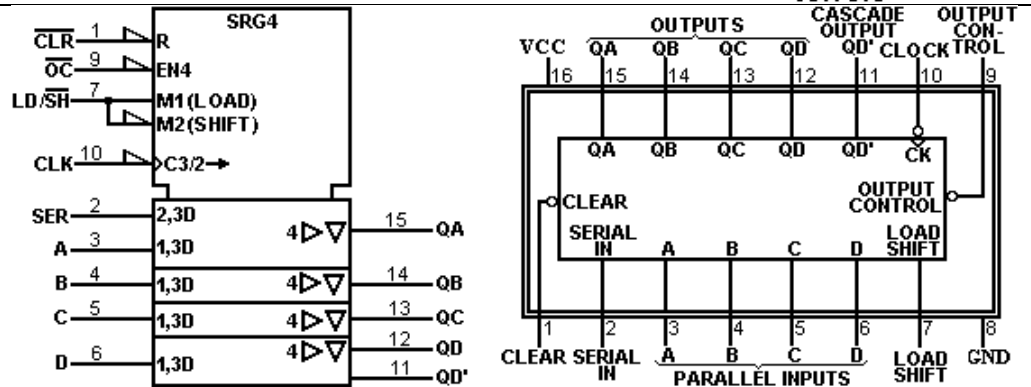 SRG4
CLR 1 R
OC 9 EN4
LD/SH 7 M1(LOAD)
M2(SHIFT)
CLK 10 C3/2
SER 2 2,3D
A 3 1,3D
4 15 QA
B 4 1,3D 4 14 QB
C 5 1,3D 4 13 QC
D 6 1,3D 4 12 QD
11 QD'
OUTPUTS
CASCADE OUTPUT
OUTPUT CON-
TROL
VCC QA QB QC QD QD' CLOCK
16 15 14 13 12 11 10 9
QA QB QC QD QD' CK
CLEAR
OUTPUT
CONTROL
SERIAL IN
LOAD SHIFT
A B C D
1 2 3 4 5 6 7 8
CLEAR SERIAL IN
A B C D
LOAD SHIFT
GND
PARALLEL INPUTS